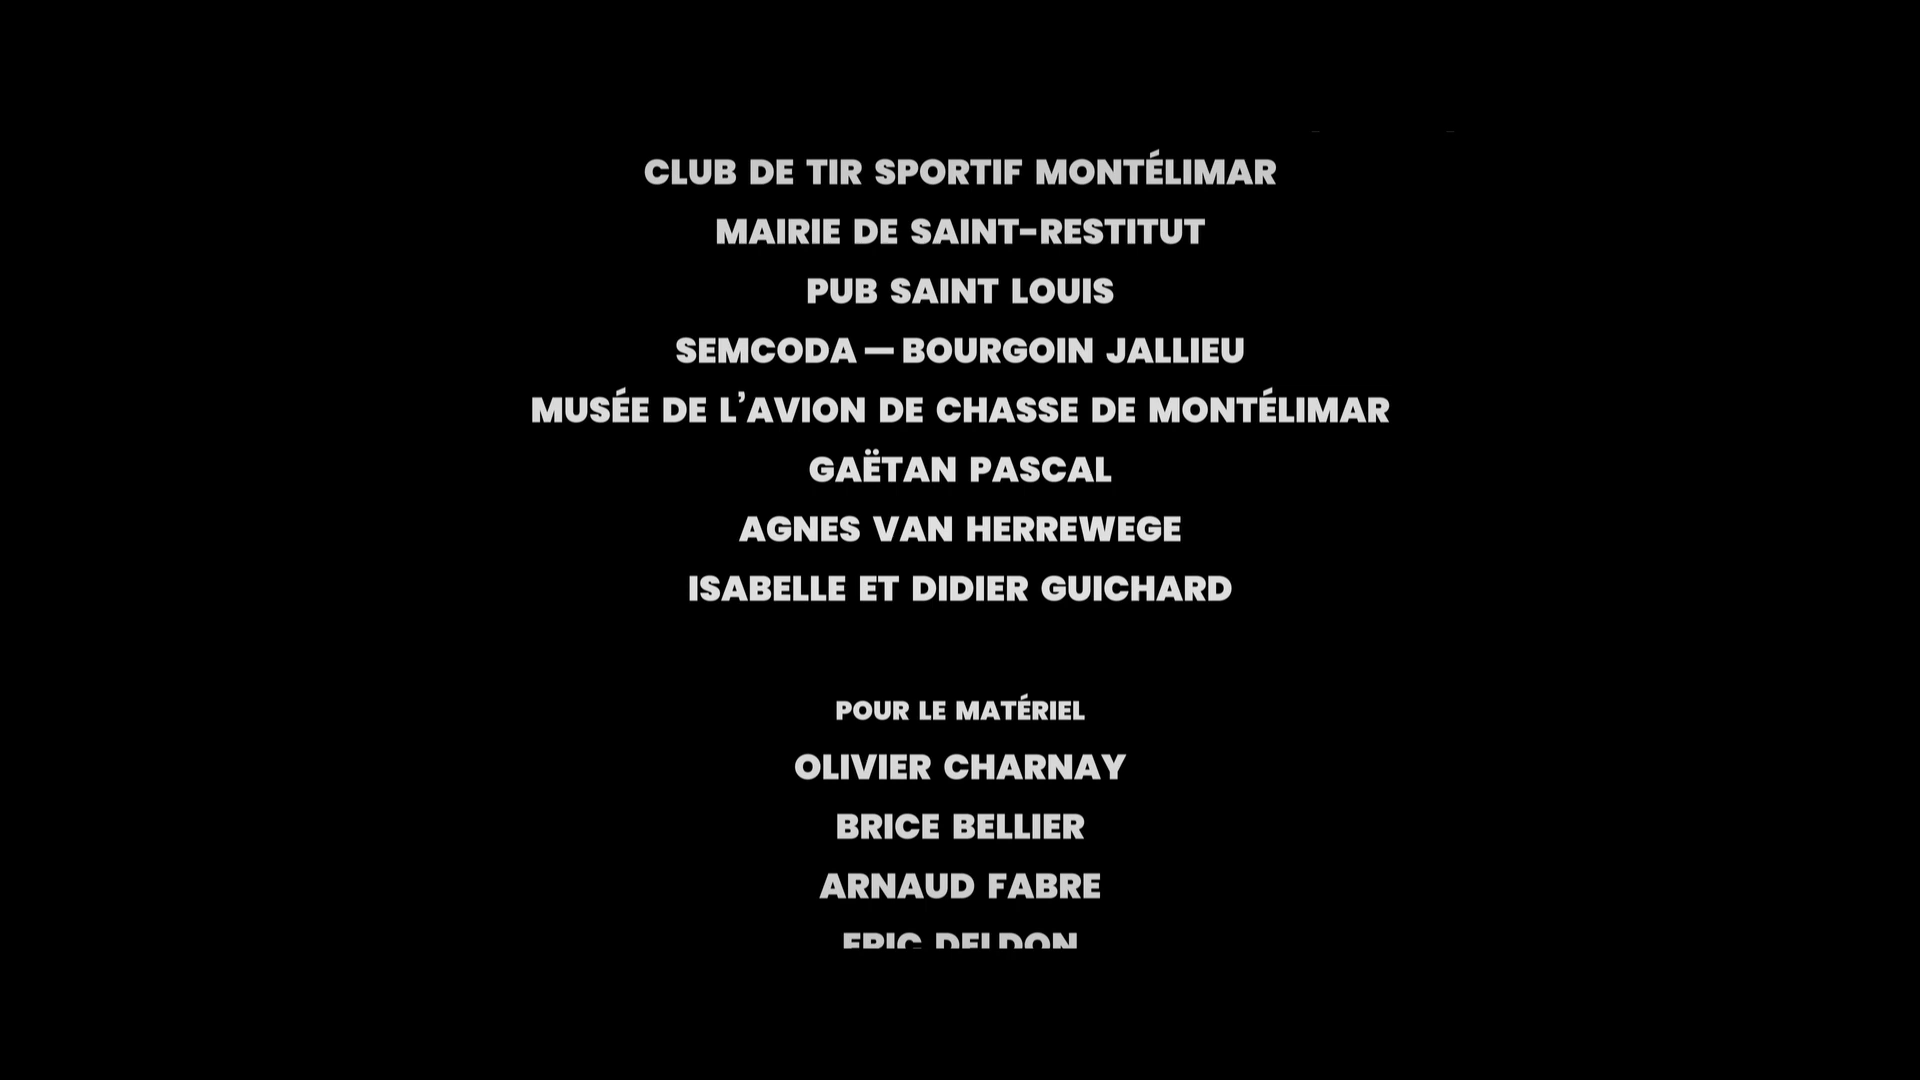 CLUB DE TIR SPORTIF MONTÉLIMAR
MAIRIE DE SAINT-RESTITUT
PUB SAINT LOUIS
SEMCODA — BOURGOIN JALLIEU
MUSÉE DE L’AVION DE CHASSE DE MONTÉLIMAR
GAËTAN PASCAL
AGNES VAN HERREWEGE
ISABELLE ET DIDIER GUICHARD
POUR LE MATÉRIEL
OLIVIER CHARNAY
BRICE BELLIER
ARNAUD FABRE
ERIC